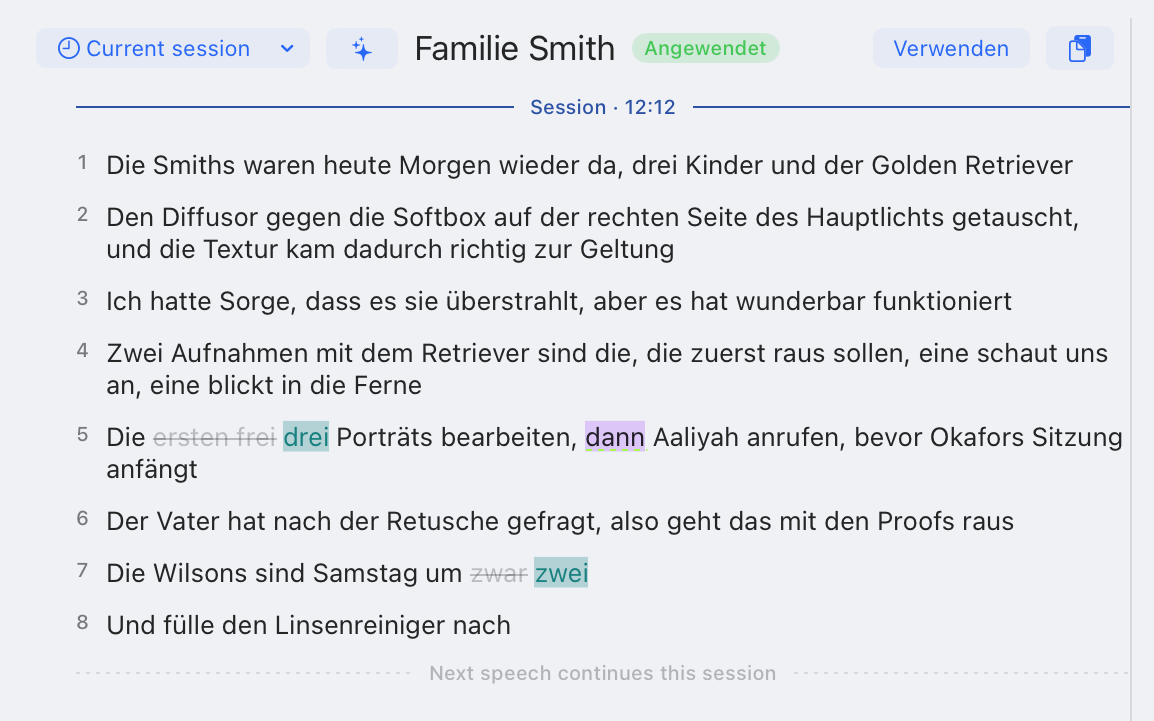 Current session
Familie Smith
Angewendet
Verwenden
Session · 12:12
1 Die Smiths waren heute Morgen wieder da, drei Kinder und der Golden Retriever
2 Den Diffusor gegen die Softbox auf der rechten Seite des Hauptlichts getauscht,
und die Textur kam dadurch richtig zur Geltung
3 Ich hatte Sorge, dass es sie überstrahlt, aber es hat wunderbar funktioniert
4 Zwei Aufnahmen mit dem Retriever sind die, die zuerst raus sollen, eine schaut uns
an, eine blickt in die Ferne
5 Die ersten frei drei Porträts bearbeiten, dann Aaliyah anrufen, bevor Okafors Sitzung
anfängt
6 Der Vater hat nach der Retusche gefragt, also geht das mit den Proofs raus
7 Die Wilsons sind Samstag um zwar zwei
8 Und fülle den Linsenreiniger nach
Next speech continues this session